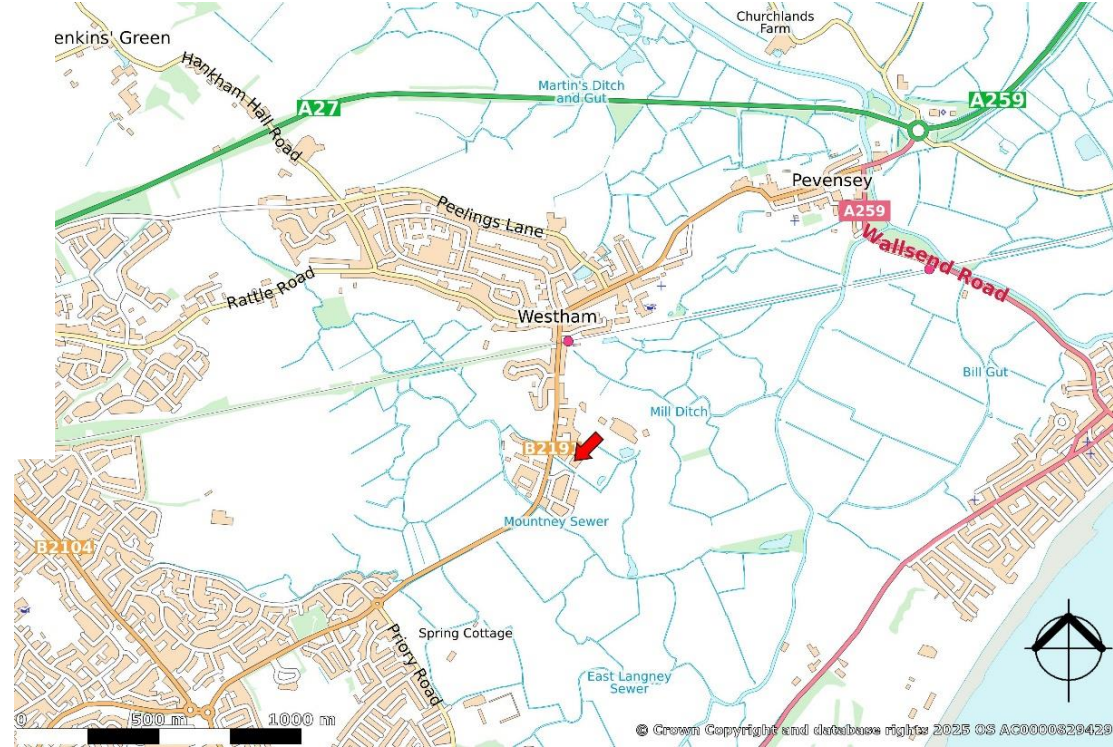 Churchlands
Farm
enkins' Green
Hankham Hall Road
Martin's Ditch
and Gut
A27
A259
Pevensey
Peelings Lane
A259
Wallsend Road
Rattle Road
Westham
Bill Gut
Mill Ditch
B219
Mountney Sewer
B2104
Spring Cottage
Priory Road
East Langney
Sewer
0
500 m
1000 m
© Crown Copyright and database rights 2025 OS AC0000829429